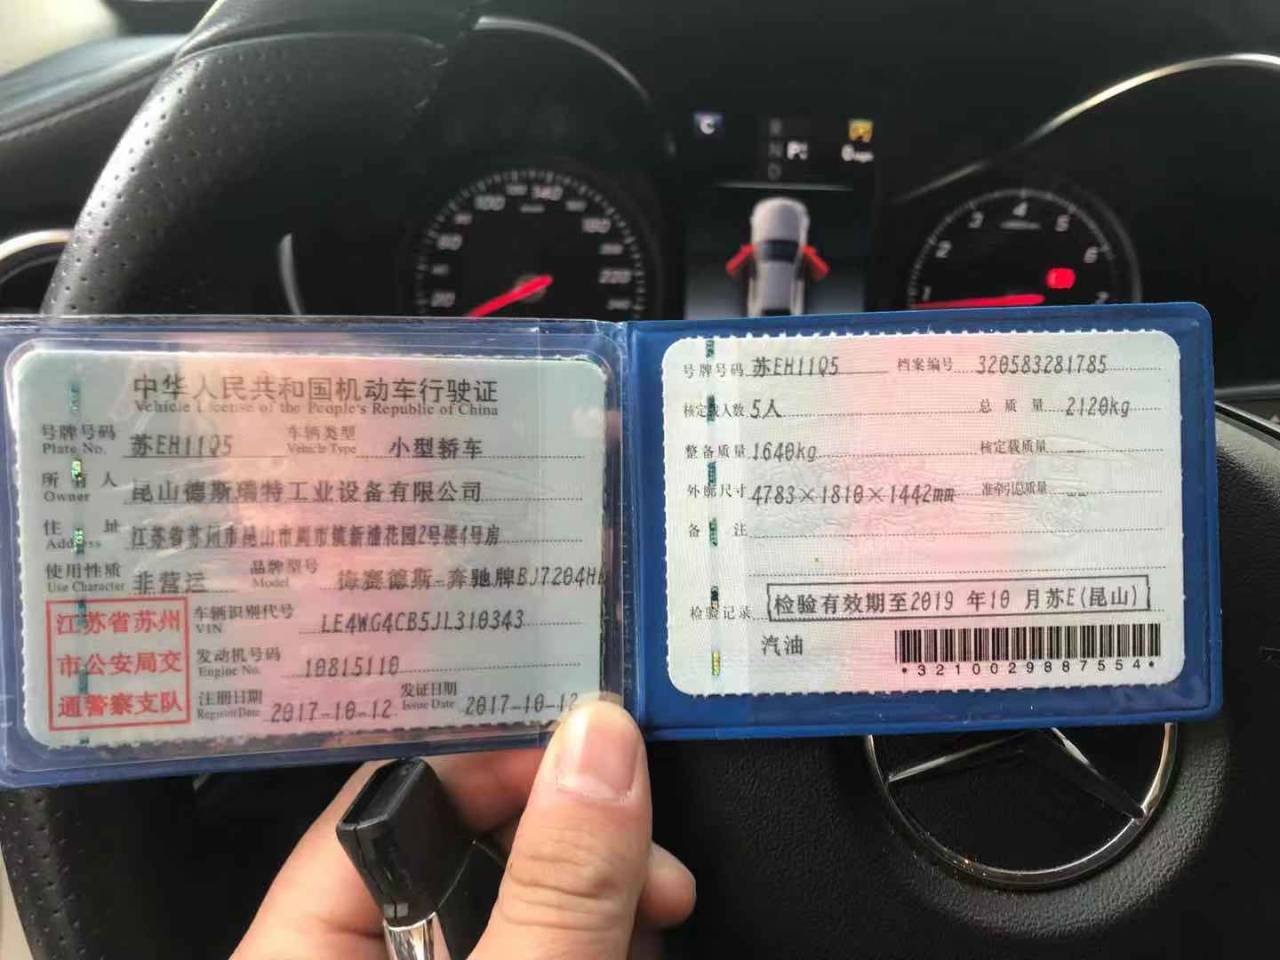 中华人民共和国机动车行驶证
Vehicle License of the People's Republic of China
号牌号码 Plate No. 苏EH11Q5 车辆类型 Vehicle Type 小型轿车
所有人 Owner 昆山德斯瑞特工业设备有限公司
住址 Address 江苏省苏州市昆山市周市镇新浦花园2号楼4号房
使用性质 Use Character 非营运 品牌型号 Model 梅赛德斯-奔驰牌BJ7204H
江苏省苏州
市公安局交
通警察支队
车辆识别代号 VIN LE4WG4CB5JL310343
发动机号码 Engine No. 10815110
注册日期 Register Date 2017-10-12 发证日期 Issue Date 2017-10-12
号牌号码 苏EH11Q5 档案编号 320583281785
核定载人数 5人 总质量 2120kg
整备质量 1640kg 核定载质量 --
外廓尺寸 4783×1810×1442mm 准牵引总质量 --
备注
检验记录 检验有效期至2019 年10 月苏E(昆山)
汽油
*3210029887554*
100 140
220
R
N P
D
2 3 4 5 6